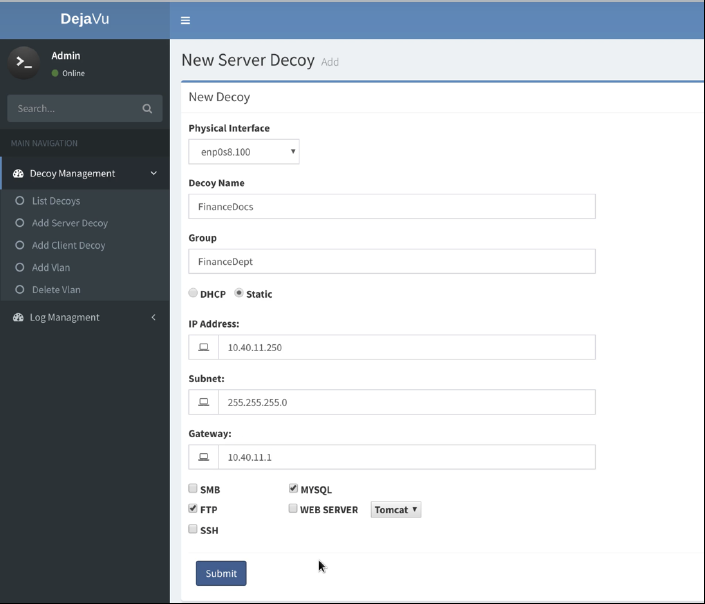 DejaVu
Admin
Online
Search...
MAIN NAVIGATION
Decoy Management
List Decoys
Add Server Decoy
Add Client Decoy
Add Vlan
Delete Vlan
Log Managment
New Server Decoy Add
New Decoy
Physical Interface
enp0s8.100
Decoy Name
FinanceDocs
Group
FinanceDept
DHCP Static
IP Address:
10.40.11.250
Subnet:
255.255.255.0
Gateway:
10.40.11.1
SMB MYSQL
FTP WEB SERVER Tomcat
SSH
Submit